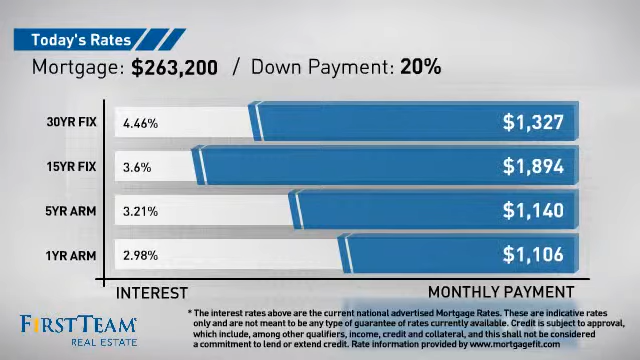 Today's Rates
Mortgage: $263,200 / Down Payment: 20%
30YR FIX 4.46% $1,327
15YR FIX 3.6% $1,894
5YR ARM 3.21% $1,140
1YR ARM 2.98% $1,106
INTEREST MONTHLY PAYMENT
FIRSTTEAM®
REAL ESTATE
* The interest rates above are the current national advertised Mortgage Rates. These are indicative rates
only and are not meant to be any type of guarantee of rates currently available. Credit is subject to approval,
which include, among other qualifiers, income, credit and collateral, and this shall not be considered
a commitment to lend or extend credit. Rate information provided by www.mortgagefit.com